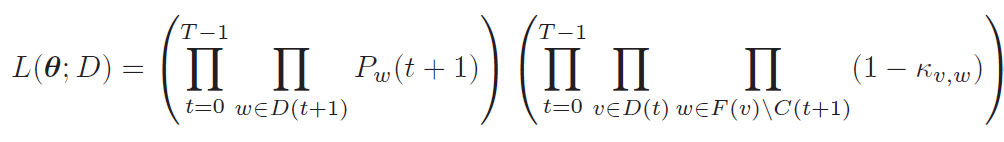 L(θ; D) = ( ∏_{t=0}^{T−1} ∏_{w∈D(t+1)} P_w(t + 1) ) ( ∏_{t=0}^{T−1} ∏_{v∈D(t)} ∏_{w∈F(v)\C(t+1)} (1 − κ_{v,w}) )